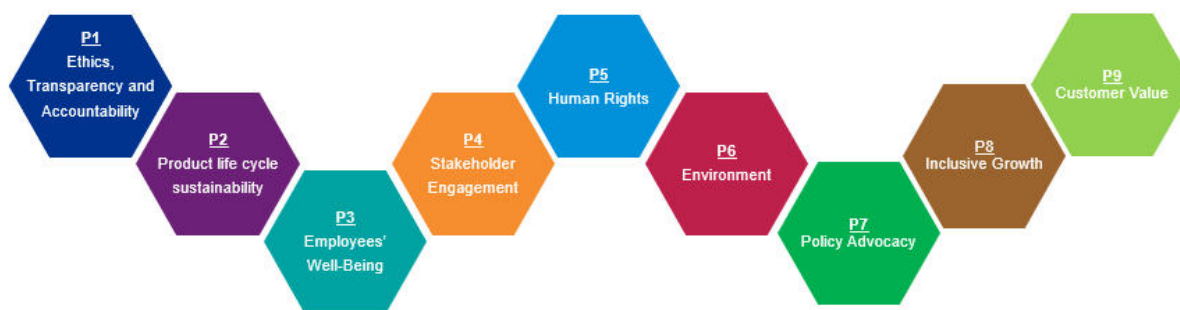 P1
Ethics,
Transparency and
Accountability
P2
Product life cycle
sustainability
P3
Employees'
Well-Being
P4
Stakeholder
Engagement
P5
Human Rights
P6
Environment
P7
Policy Advocacy
P8
Inclusive Growth
P9
Customer Value